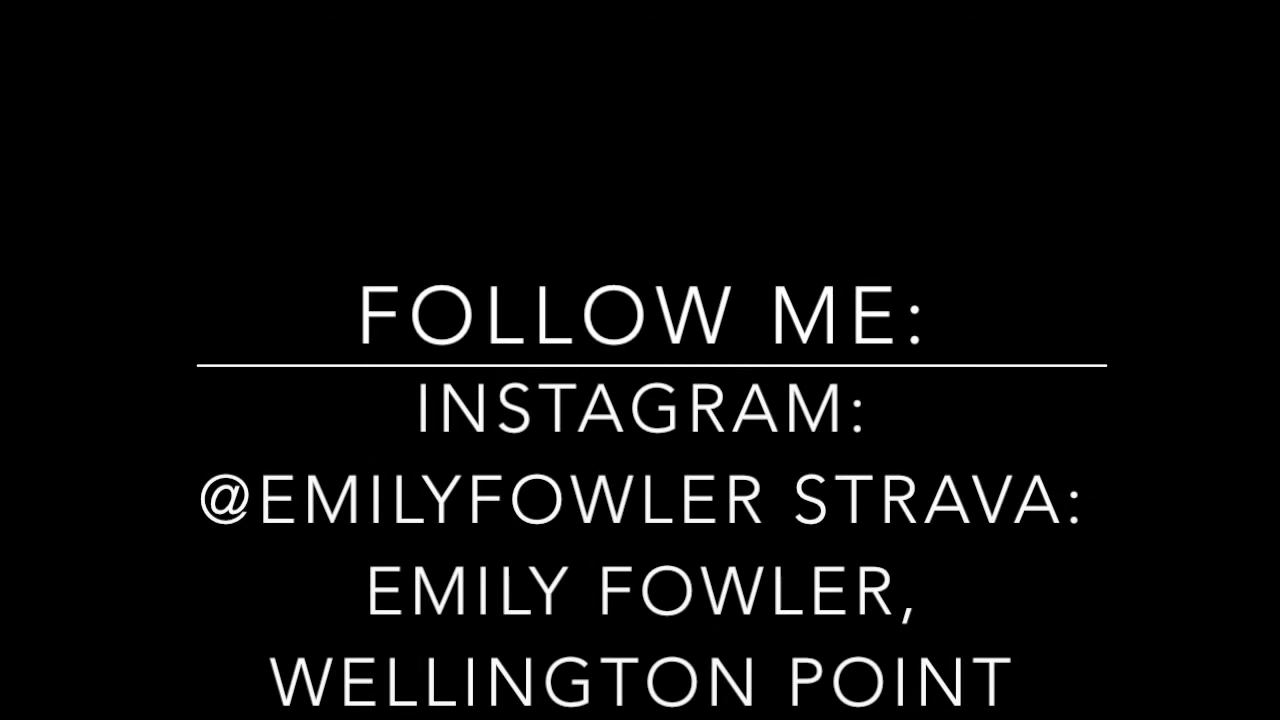 FOLLOW ME:
INSTAGRAM:
@EMILYFOWLER STRAVA:
EMILY FOWLER,
WELLINGTON POINT